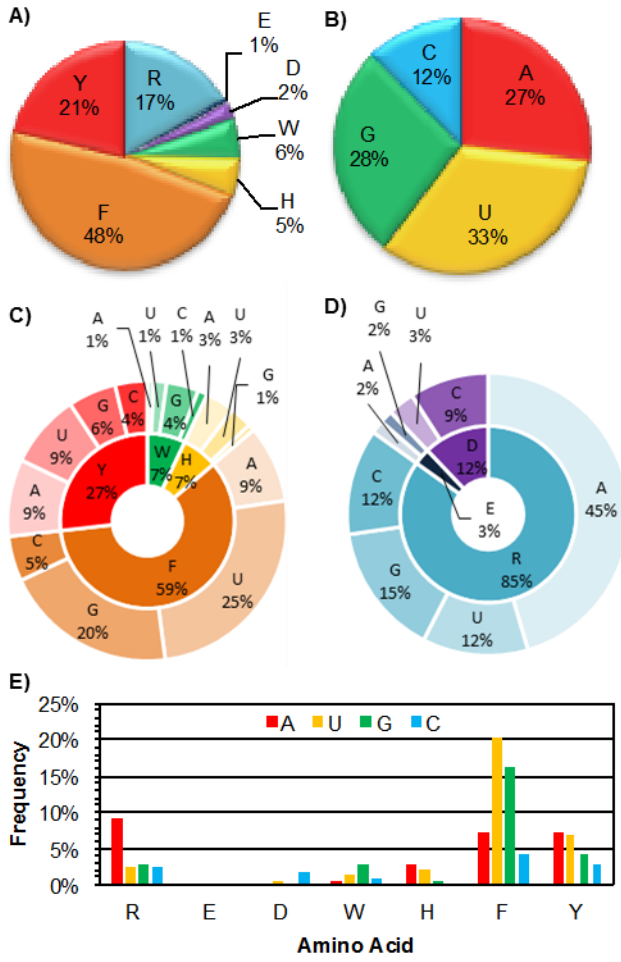 A)
Y
21%
R
17%
E
1%
D
2%
W
6%
H
5%
F
48%
B)
C
12%
A
27%
G
28%
U
33%
C)
A
1%
U
1%
C
1%
A
3%
U
3%
G
1%
G
4%
C
4%
G
6%
U
9%
A
9%
C
5%
G
20%
U
25%
A
9%
Y
27%
W
7%
H
7%
F
59%
D)
G
2%
U
3%
A
2%
C
9%
D
12%
C
12%
A
45%
E
3%
R
85%
G
15%
U
12%
E)
25%
20%
15%
10%
5%
0%
Frequency
A U G C
R E D W H F Y
Amino Acid